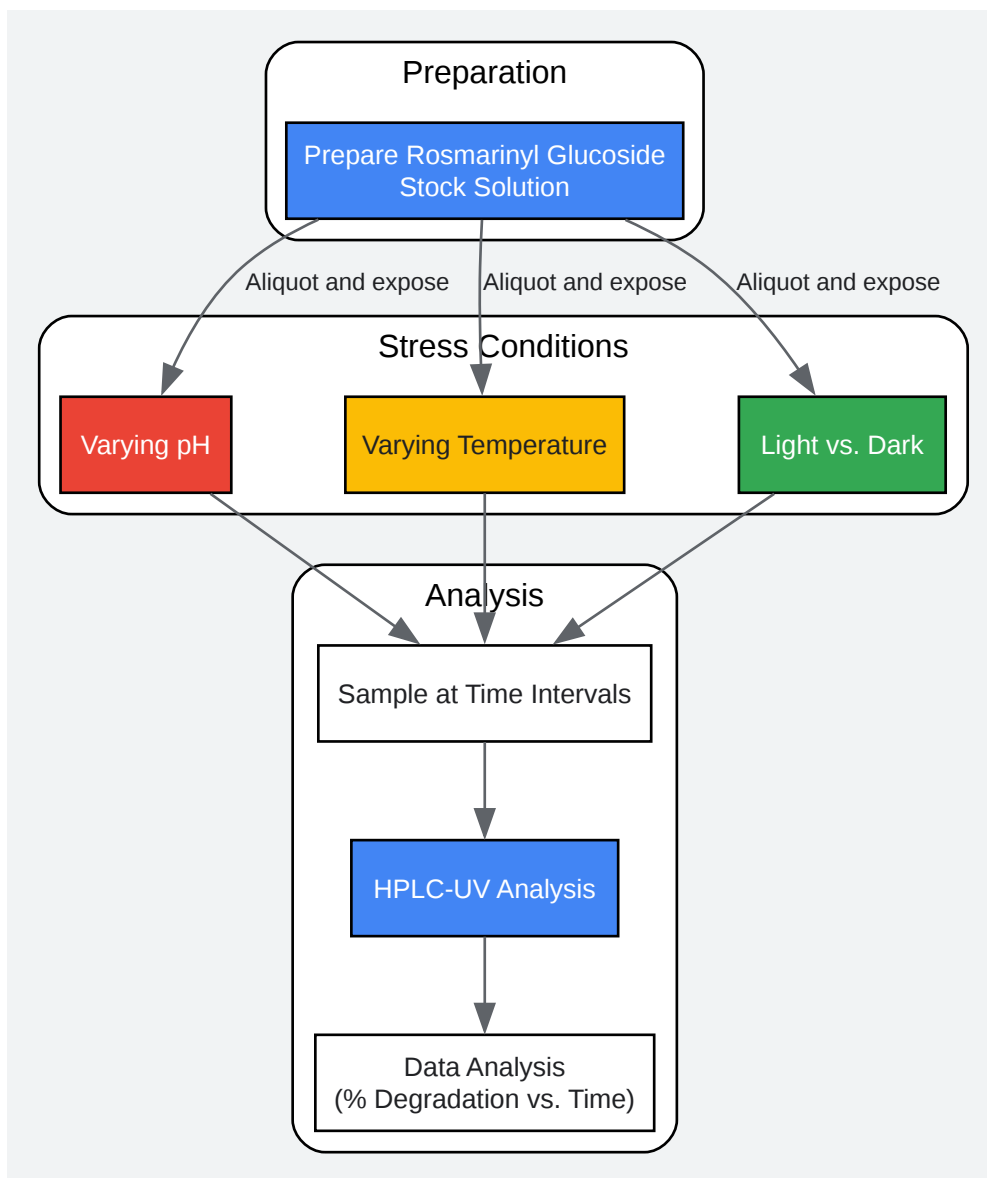 Preparation
Prepare Rosmarinyl Glucoside
Stock Solution
Aliquot and expose
Aliquot and expose
Aliquot and expose
Stress Conditions
Varying pH
Varying Temperature
Light vs. Dark
Analysis
Sample at Time Intervals
HPLC-UV Analysis
Data Analysis
(% Degradation vs. Time)